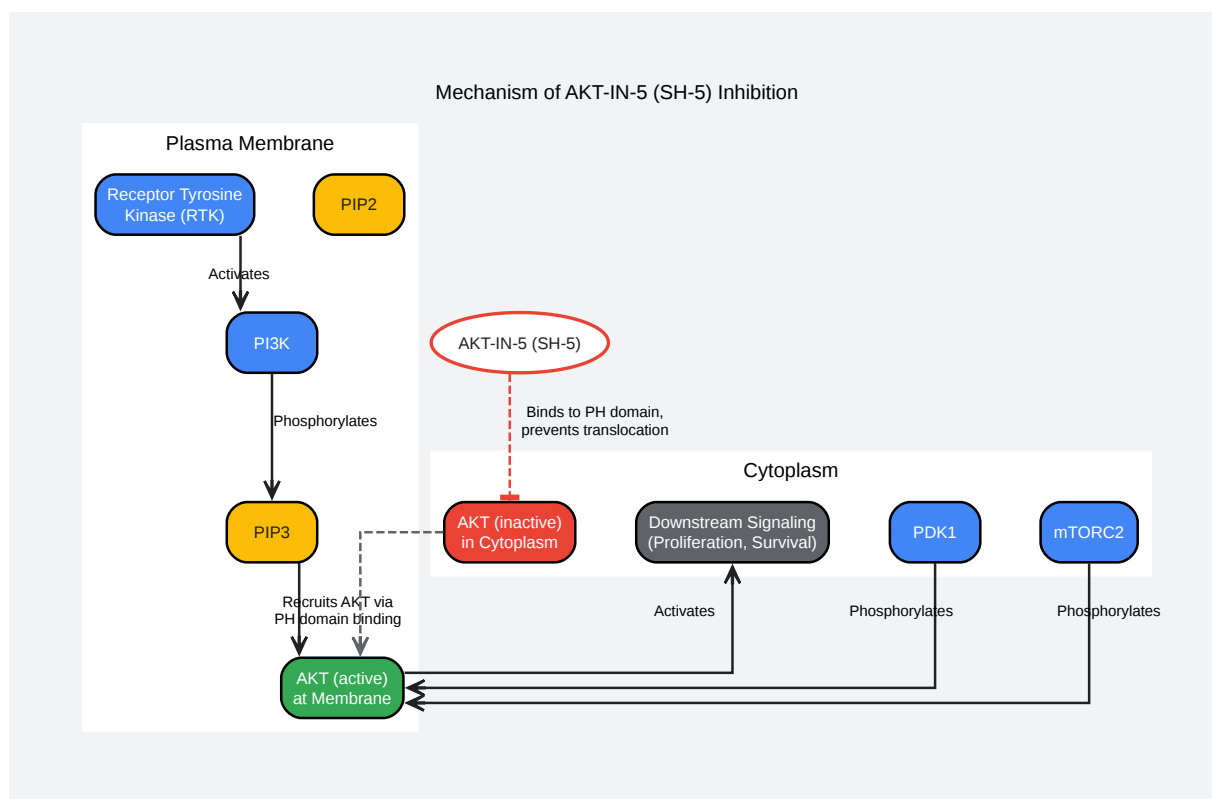 Mechanism of AKT-IN-5 (SH-5) Inhibition
Plasma Membrane
Receptor Tyrosine
Kinase (RTK)
PIP2
Activates
PI3K
AKT-IN-5 (SH-5)
Phosphorylates
Binds to PH domain,
prevents translocation
Cytoplasm
PIP3
AKT (inactive)
in Cytoplasm
Downstream Signaling
(Proliferation, Survival)
PDK1
mTORC2
Recruits AKT via
PH domain binding
Activates
Phosphorylates
Phosphorylates
AKT (active)
at Membrane